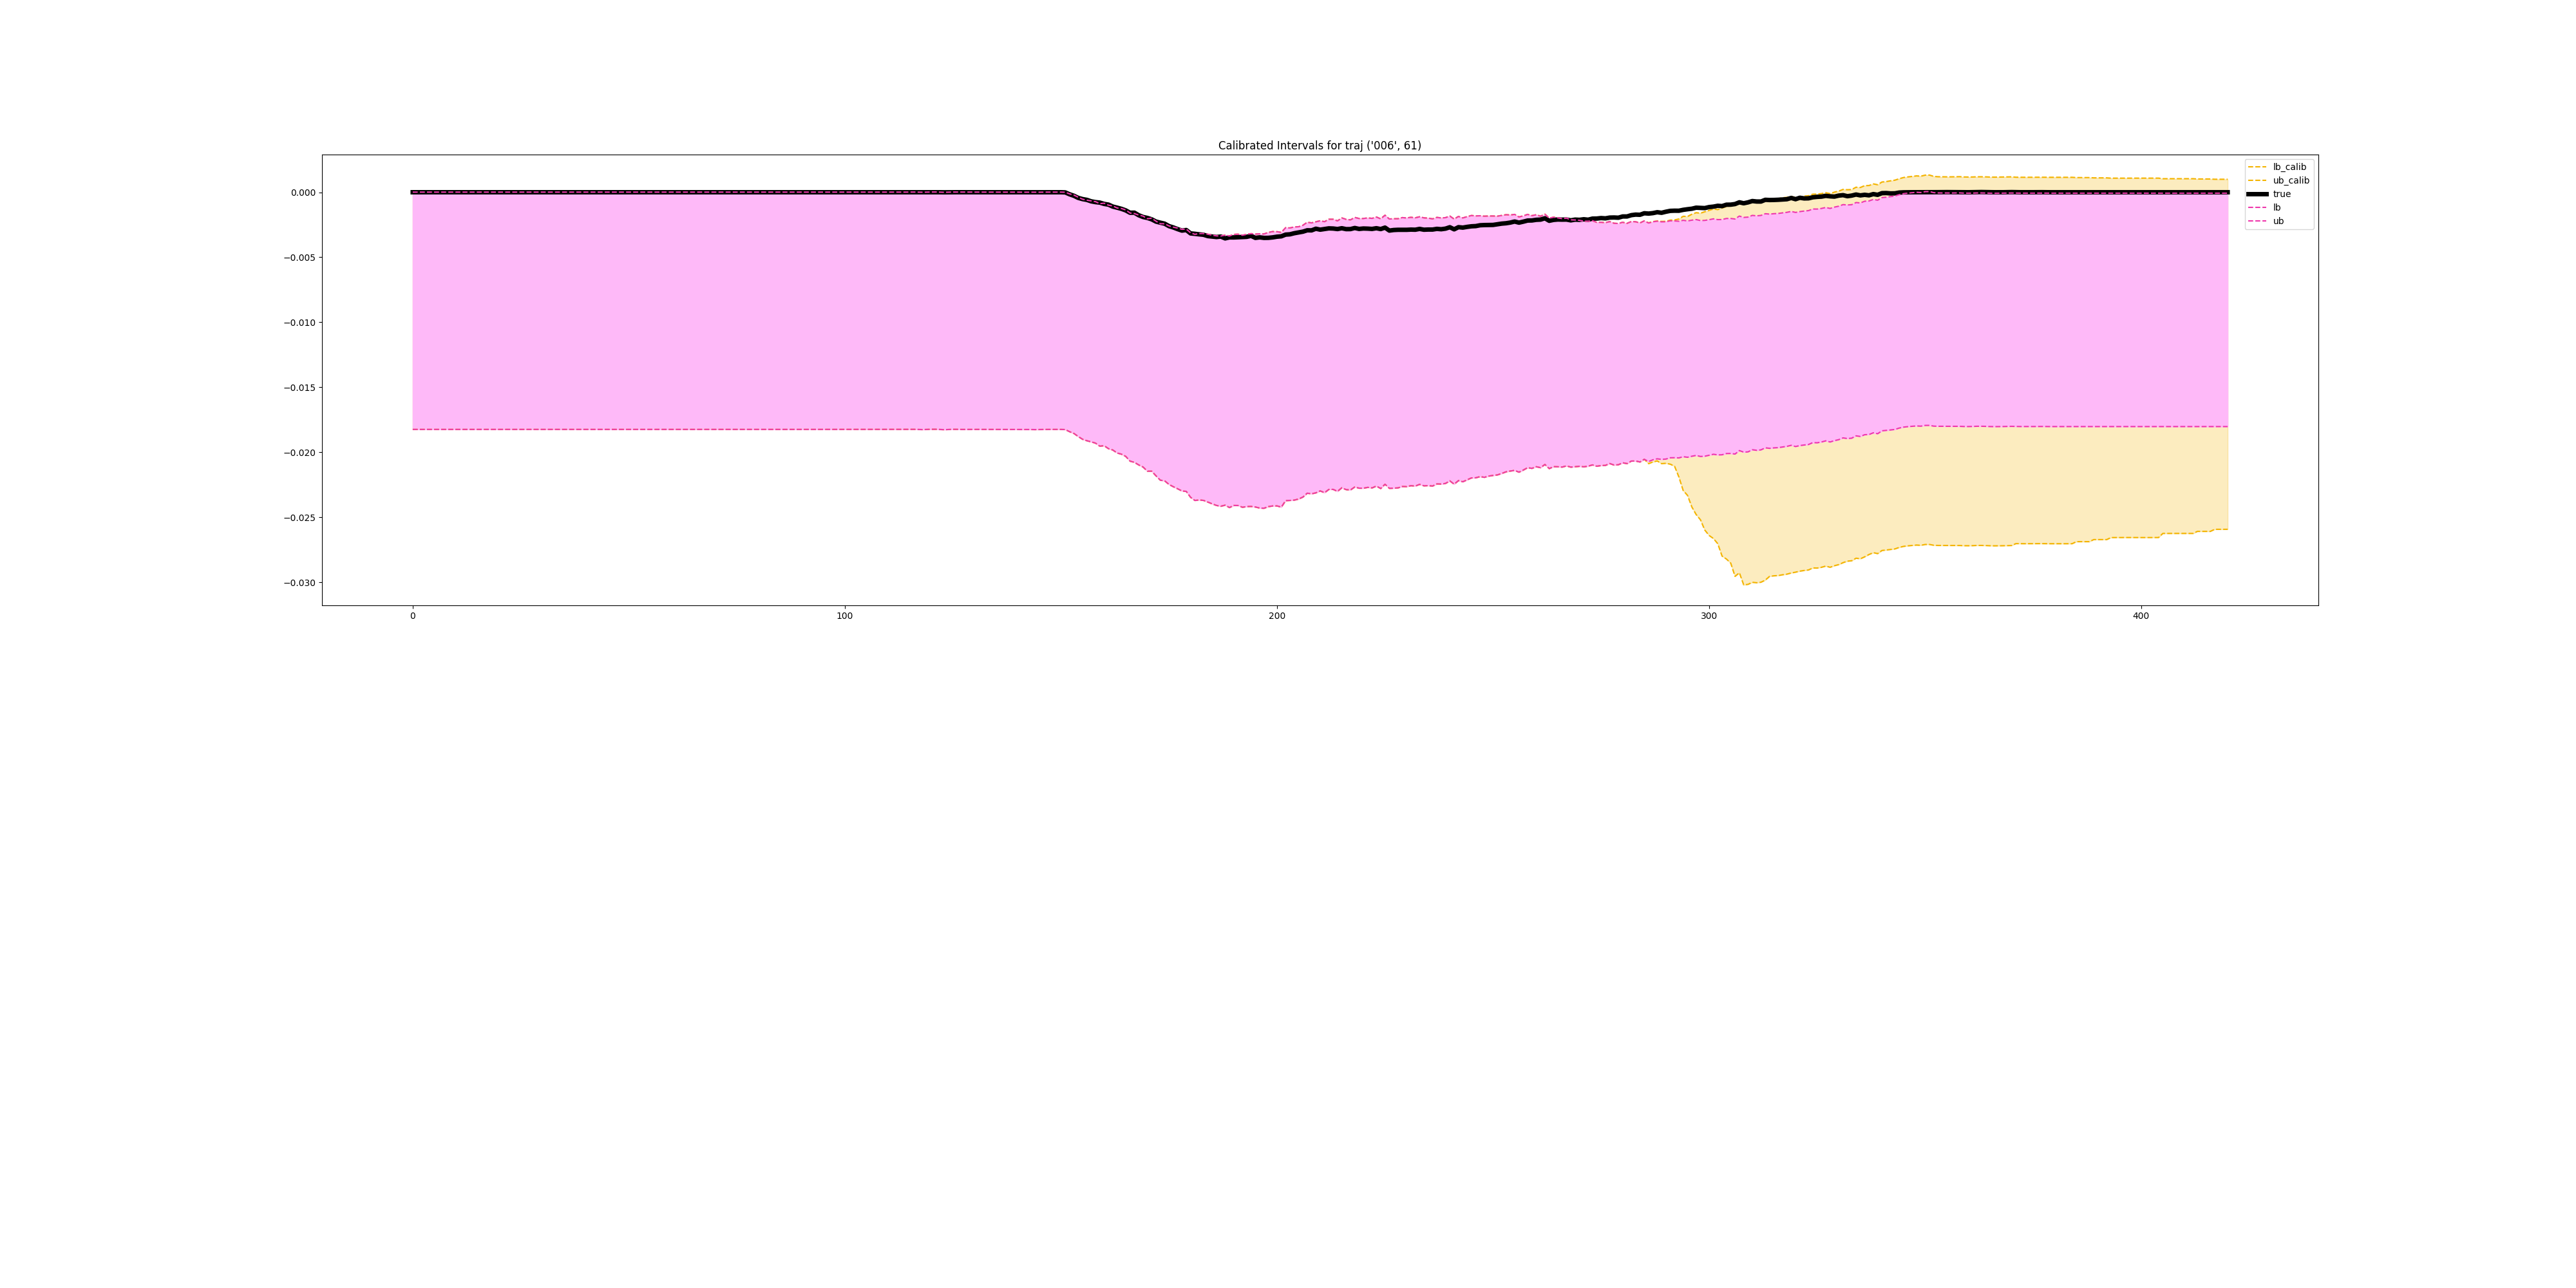 Calibrated Intervals for traj ('006', 61)
lb_calib
ub_calib
true
lb
ub
0.000
−0.005
−0.010
−0.015
−0.020
−0.025
−0.030
0 100 200 300 400